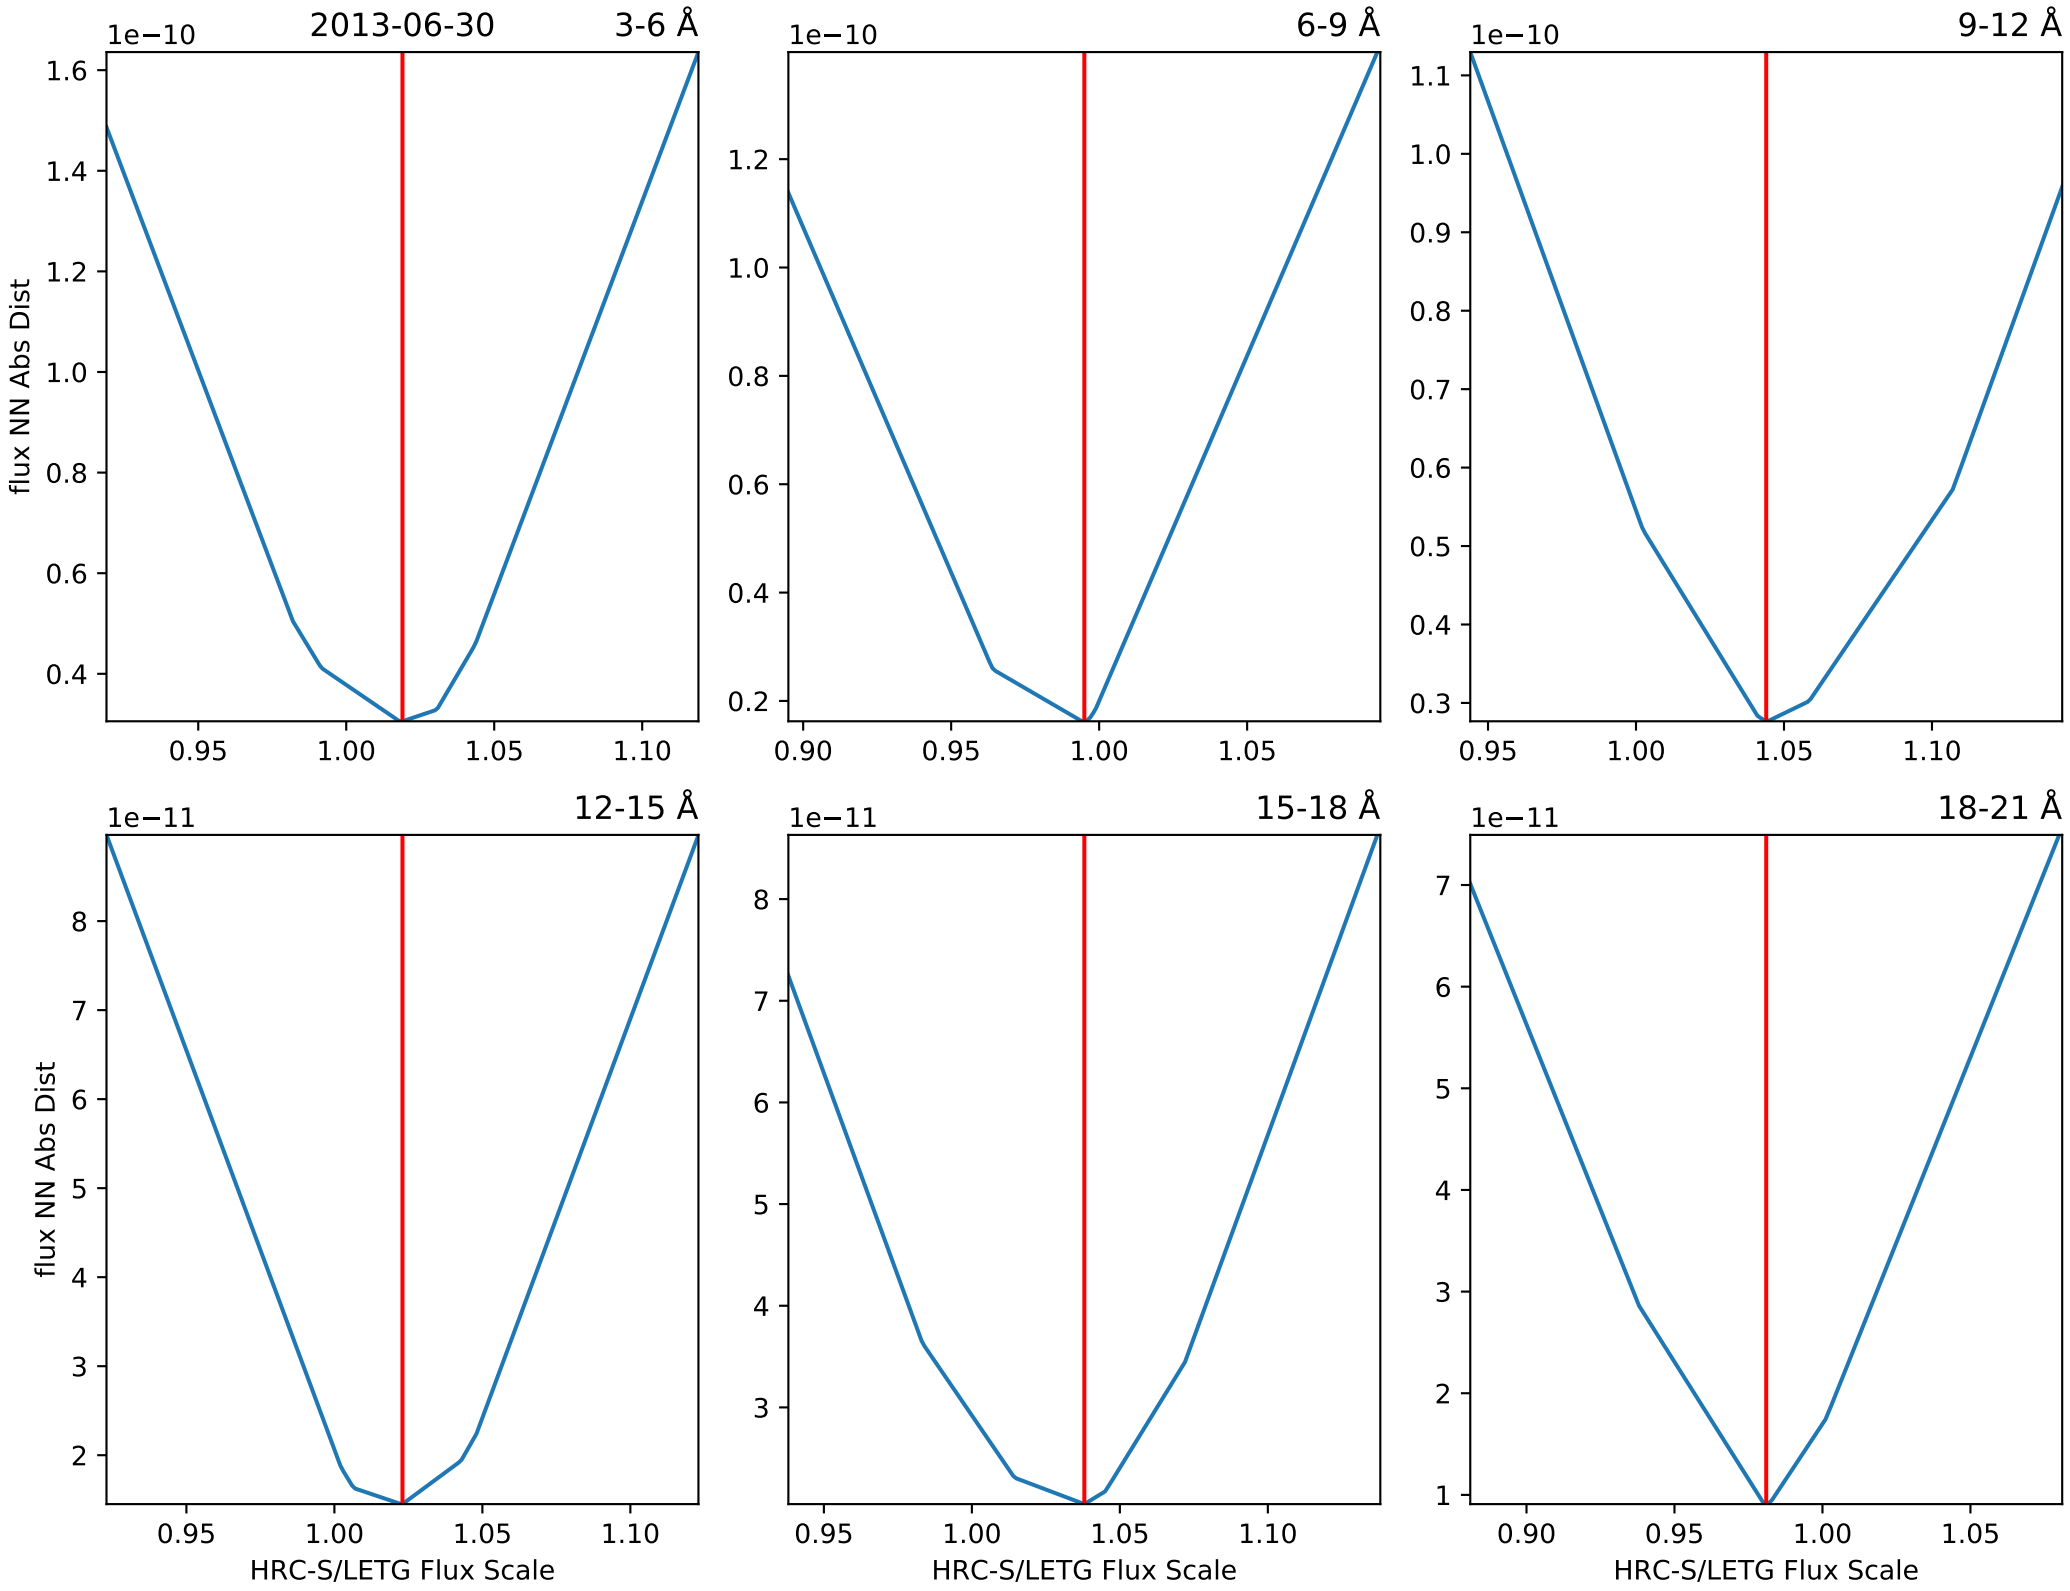 1e−10 2013-06-30 3-6 Å
1e−10 6-9 Å
1e−10 9-12 Å
flux NN Abs Dist
1.6
1.4
1.2
1.0
0.8
0.6
0.4
0.95 1.00 1.05 1.10
1.2
1.0
0.8
0.6
0.4
0.2
0.90 0.95 1.00 1.05
1.1
1.0
0.9
0.8
0.7
0.6
0.5
0.4
0.3
0.95 1.00 1.05 1.10
1e−11 12-15 Å
1e−11 15-18 Å
1e−11 18-21 Å
flux NN Abs Dist
8
7
6
5
4
3
2
0.95 1.00 1.05 1.10
HRC-S/LETG Flux Scale
8
7
6
5
4
3
0.95 1.00 1.05 1.10
HRC-S/LETG Flux Scale
7
6
5
4
3
2
1
0.90 0.95 1.00 1.05
HRC-S/LETG Flux Scale